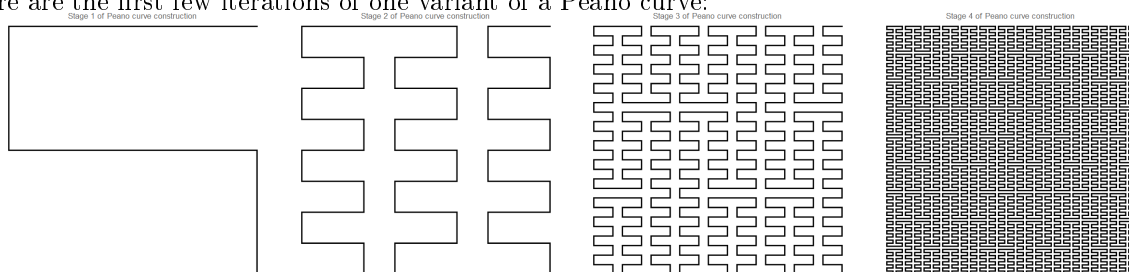 are the first few iterations of one variant of a Peano curve:
Stage 1 of Peano curve construction
Stage 2 of Peano curve construction
Stage 3 of Peano curve construction
Stage 4 of Peano curve construction